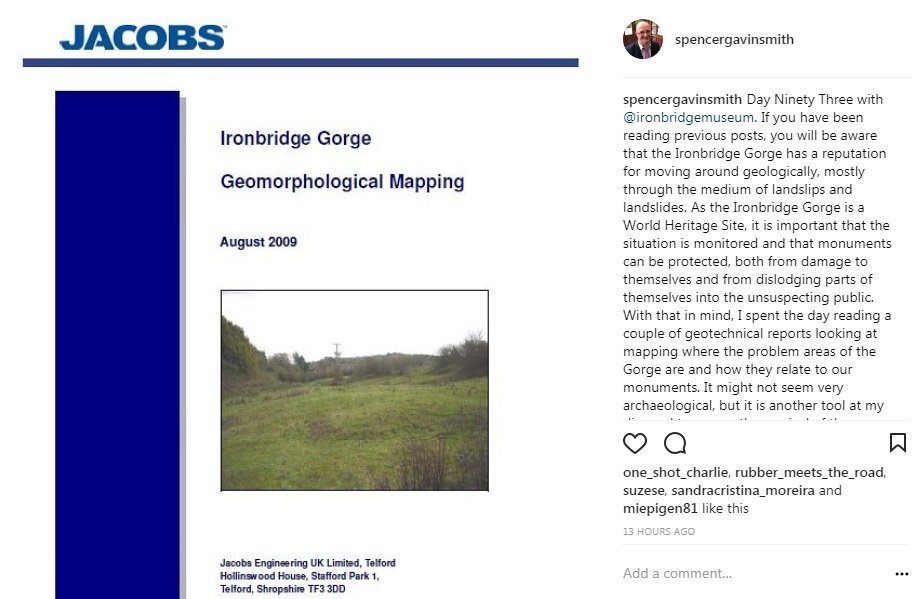 JACOBS
Ironbridge Gorge
Geomorphological Mapping
August 2009
Jacobs Engineering UK Limited, Telford
Hollinswood House, Stafford Park 1,
Telford, Shropshire TF3 3DD
spencergavinsmith
spencergavinsmith Day Ninety Three with
@ironbridgemuseum. If you have been
reading previous posts, you will be aware
that the Ironbridge Gorge has a reputation
for moving around geologically, mostly
through the medium of landslips and
landslides. As the Ironbridge Gorge is a
World Heritage Site, it is important that the
situation is monitored and that monuments
can be protected, both from damage to
themselves and from dislodging parts of
themselves into the unsuspecting public.
With that in mind, I spent the day reading a
couple of geotechnical reports looking at
mapping where the problem areas of the
Gorge are and how they relate to our
monuments. It might not seem very
archaeological, but it is another tool at my
one_shot_charlie, rubber_meets_the_road,
suzese, sandracristina_moreira and
miepigen81 like this
13 HOURS AGO
Add a comment...